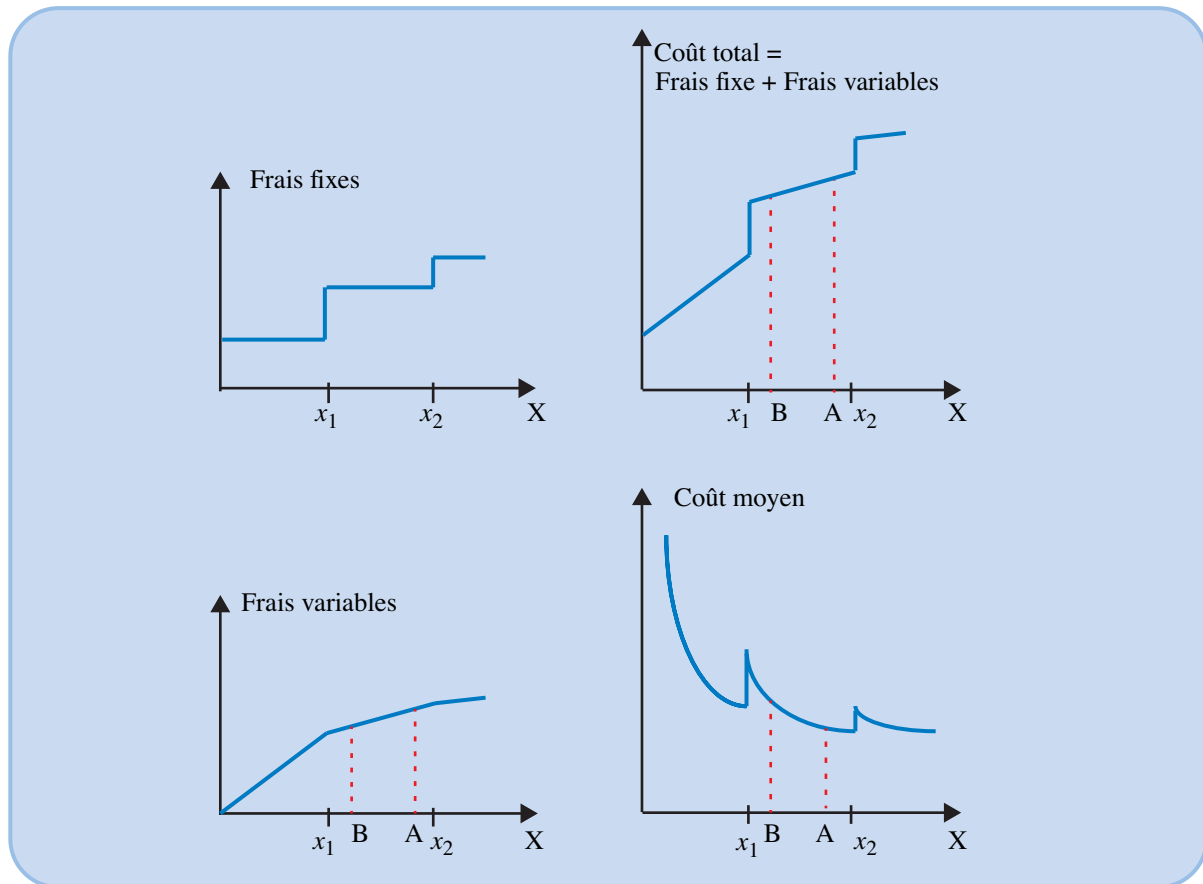 Coût total =
Frais fixe + Frais variables
x1 B A x2 X
Frais fixes
x1 x2 X
Coût moyen
x1 B A x2 X
Frais variables
x1 B A x2 X